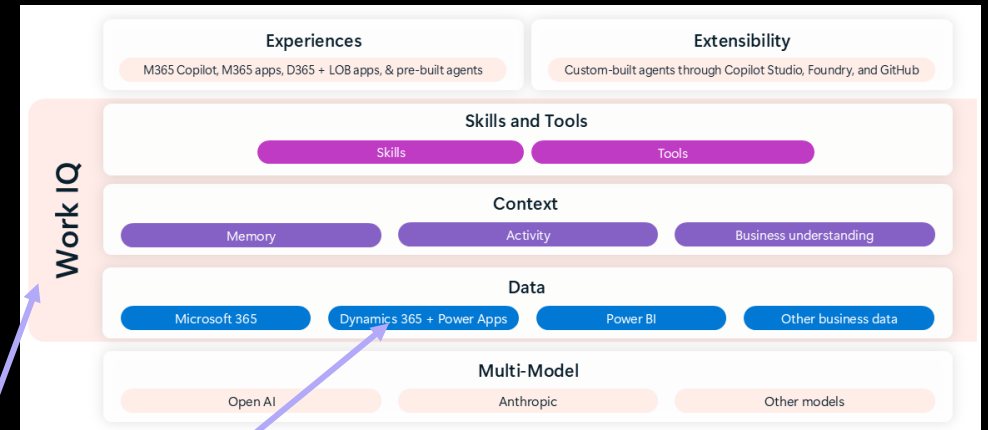 Experiences
M365 Copilot, M365 apps, D365 + LOB apps, & pre-built agents
Extensibility
Custom-built agents through Copilot Studio, Foundry, and GitHub
Work IQ
Skills and Tools
Skills
Tools
Context
Memory
Activity
Business understanding
Data
Microsoft 365
Dynamics 365 + Power Apps
Power BI
Other business data
Multi-Model
Open AI
Anthropic
Other models